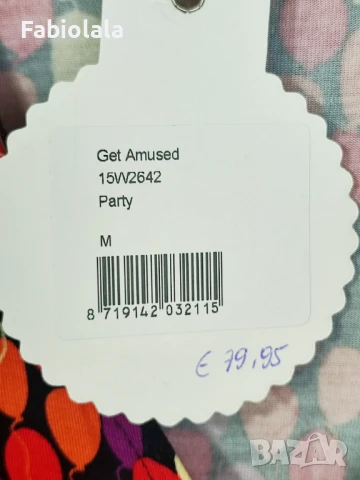 Fabiolala
Get Amused
15W2642
Party
M
8 719142 032115
€ 79,95
BAZAR